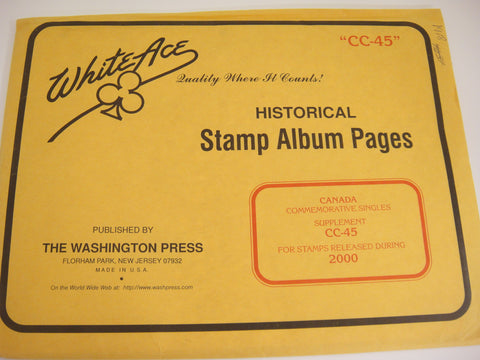 "CC-45"
White Ace
Quality Where It Counts!
HISTORICAL
Stamp Album Pages
CANADA
COMMEMORATIVE SINGLES
SUPPLEMENT
CC-45
FOR STAMPS RELEASED DURING
2000
PUBLISHED BY
THE WASHINGTON PRESS
FLORHAM PARK, NEW JERSEY 07932
MADE IN U.S.A.
On the World Wide Web at: http://www.washpress.com